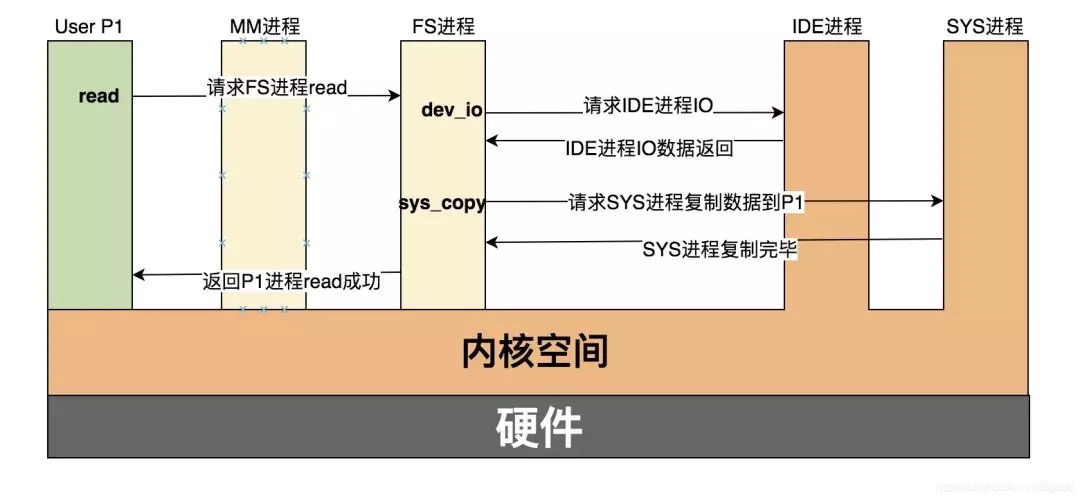 User P1
MM进程
FS进程
IDE进程
SYS进程
read
请求FS进程read
dev_io
请求IDE进程IO
IDE进程IO数据返回
sys_copy
请求SYS进程复制数据到P1
SYS进程复制完毕
返回P1进程read成功
内核空间
硬件